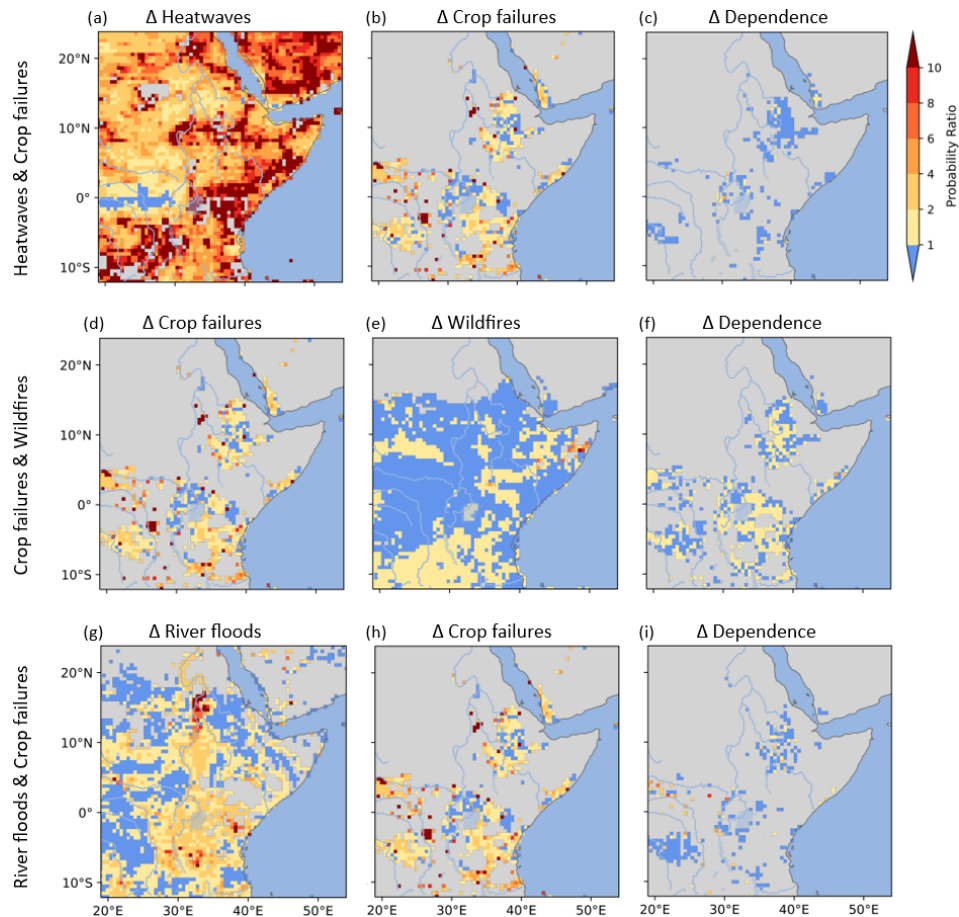 (a) Δ Heatwaves (b) Δ Crop failures (c) Δ Dependence
Heatwaves & Crop failures
20°N
10°N
0°
10°S
10
8
6
4
2
1
Probability Ratio
(d) Δ Crop failures (e) Δ Wildfires (f) Δ Dependence
Crop failures & Wildfires
20°N
10°N
0°
10°S
(g) Δ River floods (h) Δ Crop failures (i) Δ Dependence
River floods & Crop failures
20°N
10°N
0°
10°S
20°E 30°E 40°E 50°E 20°E 30°E 40°E 50°E 20°E 30°E 40°E 50°E